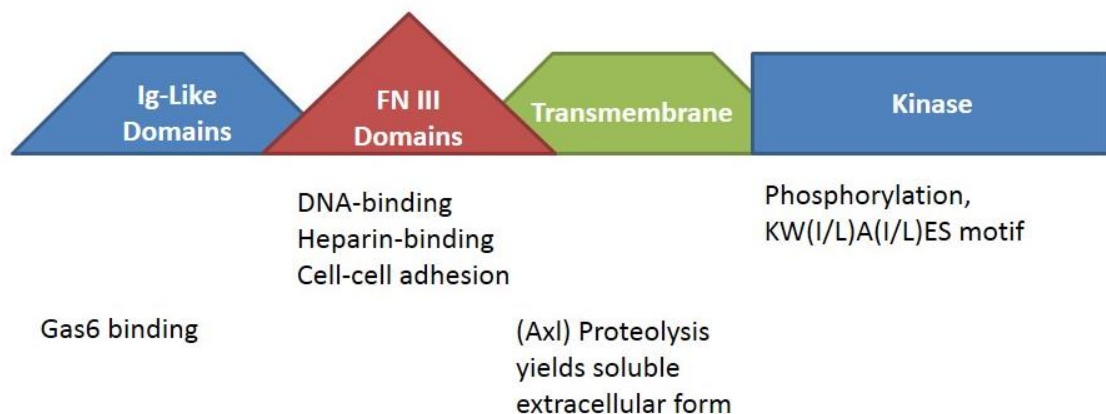 Ig-Like
Domains
FN III
Domains
Transmembrane
Kinase
DNA-binding
Heparin-binding
Cell-cell adhesion
Phosphorylation,
KW(I/L)A(I/L)ES motif
Gas6 binding
(Axl) Proteolysis
yields soluble
extracellular form